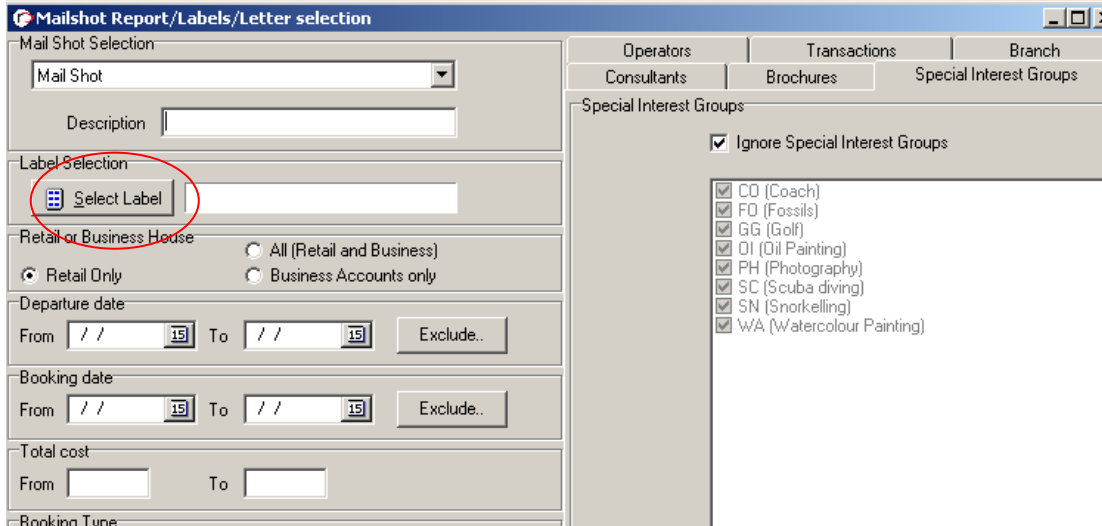 Mailshot Report/Labels/Letter selection
Mail Shot Selection
Mail Shot
Description
Label Selection
Select Label
Retail or Business House
All (Retail and Business)
Retail Only
Business Accounts only
Departure date
From / / 15 To / / 15 Exclude..
Booking date
From / / 15 To / / 15 Exclude..
Total cost
From To
Booking Type
Operators Transactions Branch
Consultants Brochures Special Interest Groups
Special Interest Groups
Ignore Special Interest Groups
CO (Coach)
FO (Fossils)
GG (Golf)
OI (Oil Painting)
PH (Photography)
SC (Scuba diving)
SN (Snorkelling)
WA (Watercolour Painting)